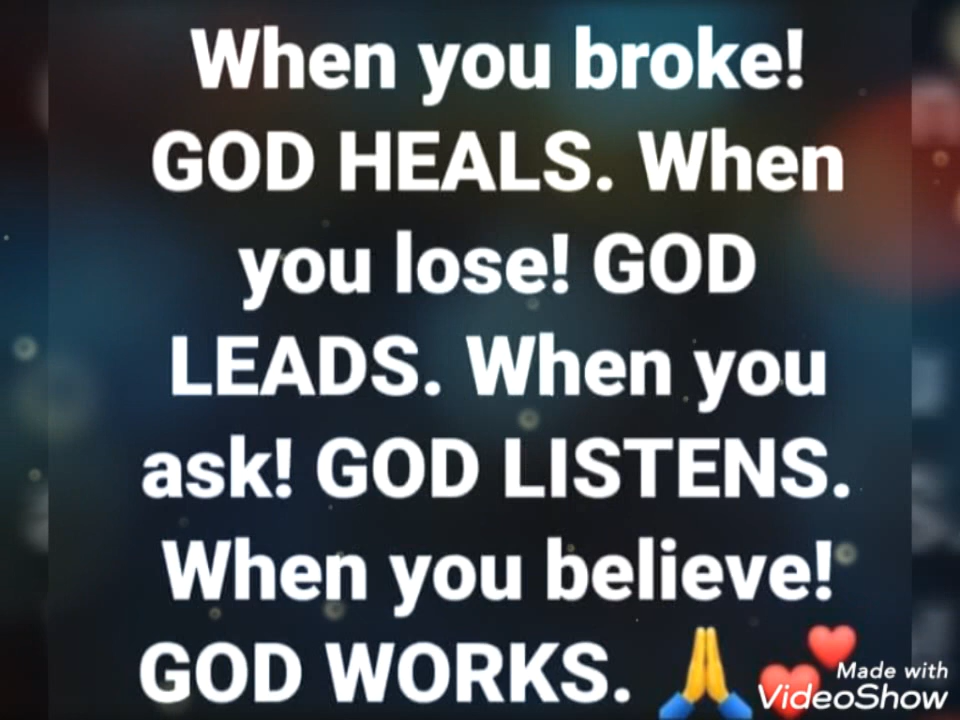 When you broke!
GOD HEALS. When
you lose! GOD
LEADS. When you
ask! GOD LISTENS.
When you believe!
GOD WORKS. 🙏💕
Made with
VideoShow